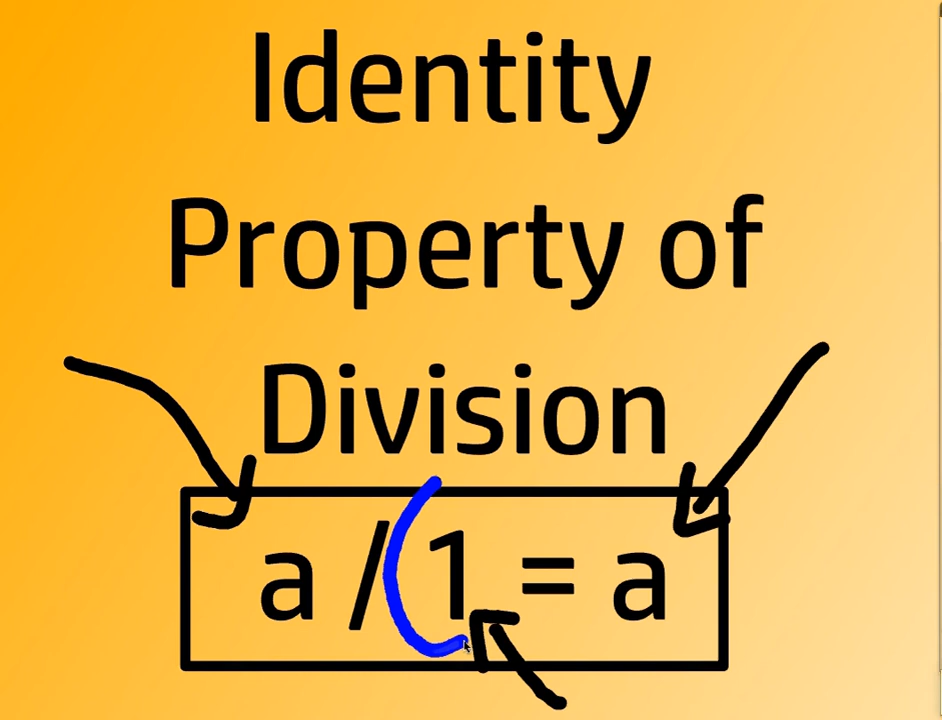 Identity
Property of
Division
a / 1 = a